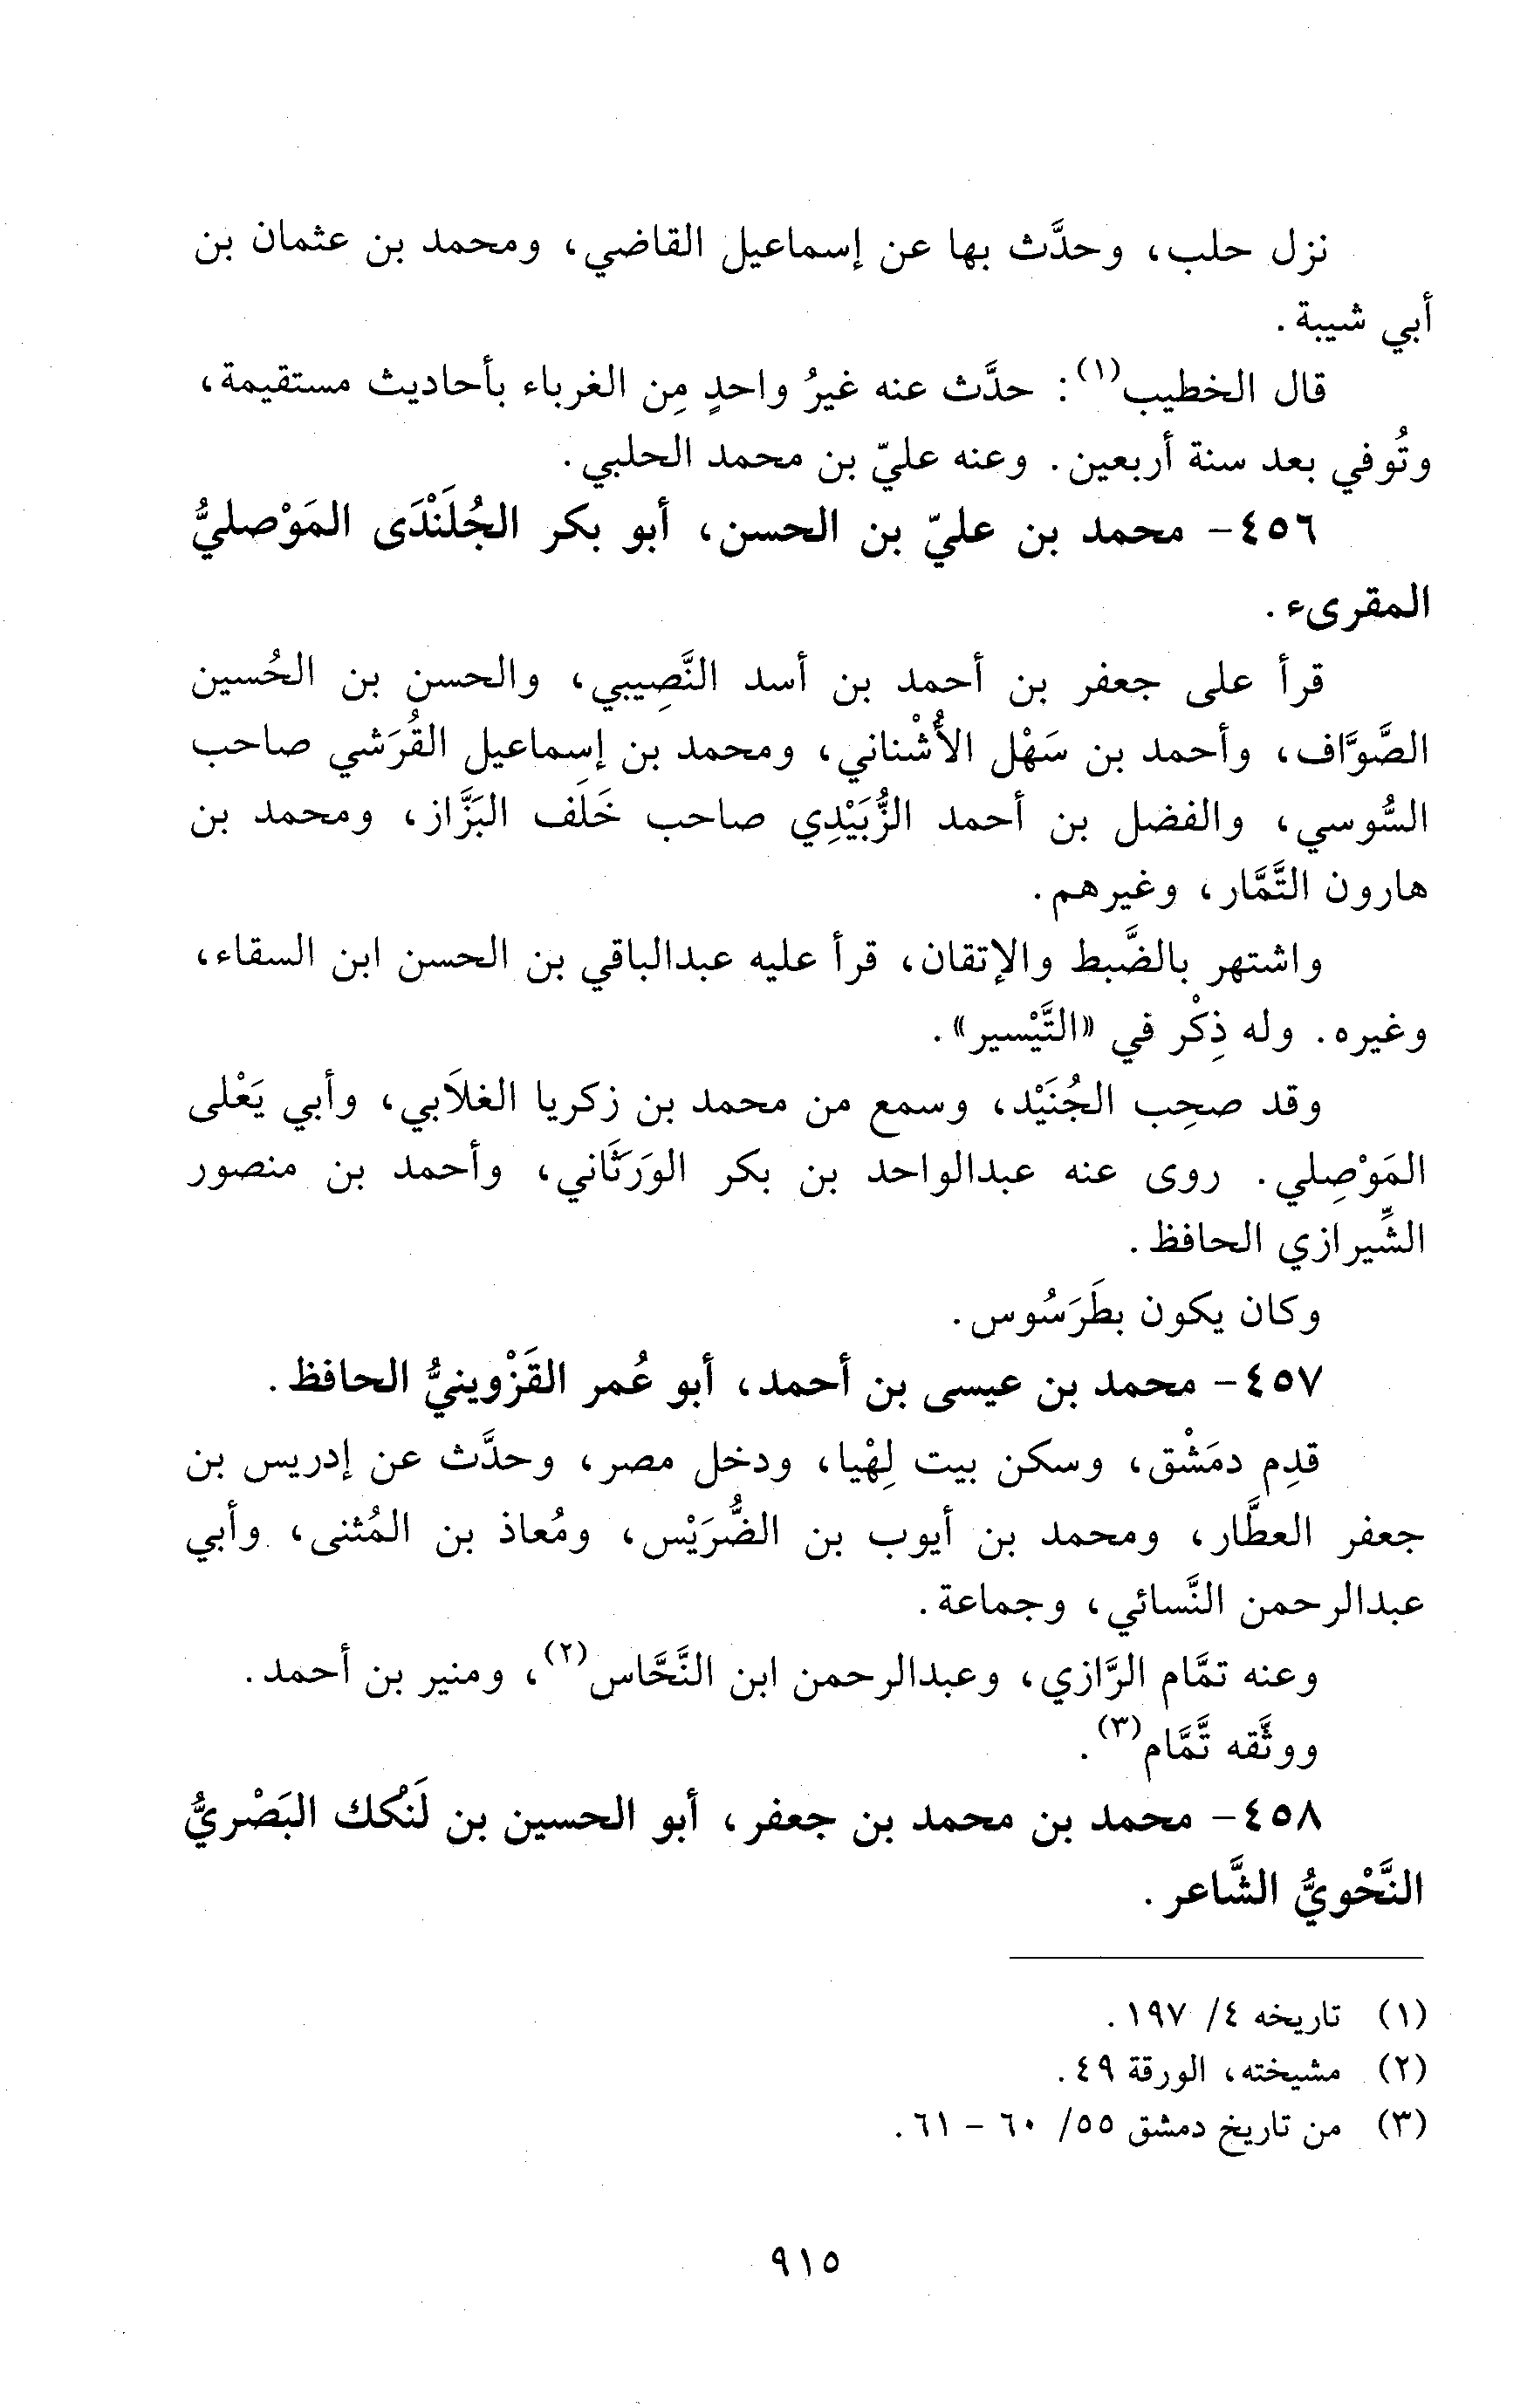 نزل حلب، وحدَّث بها عن إسماعيل القاضي، ومحمد بن عثمان بن
أبي شيبة.
قال الخطيب(١): حدَّث عنه غيرُ واحدٍ مِن الغرباء بأحاديث مستقيمة،
وتُوفي بعد سنة أربعين. وعنه عليّ بن محمد الحلبي.
٤٥٦- محمد بن عليّ بن الحسن، أبو بكر الجُلَنْدَى المَوْصليُّ
المقرىء.
قرأ على جعفر بن أحمد بن أسد النَّصِيبي، والحسن بن الحُسين
الصَّوَّاف، وأحمد بن سَهْل الأُشْناني، ومحمد بن إسماعيل القُرَشي صاحب
السُّوسي، والفضل بن أحمد الزُّبَيْدِي صاحب خَلَف البَزَّاز، ومحمد بن
هارون التَّمَّار، وغيرهم.
واشتهر بالضَّبط والإتقان، قرأ عليه عبدالباقي بن الحسن ابن السقاء،
وغيره. وله ذِكْر في «التَّيْسير».
وقد صحِب الجُنَيْد، وسمع من محمد بن زكريا الغلاَبي، وأبي يَعْلى
المَوْصِلي. روى عنه عبدالواحد بن بكر الورَثَاني، وأحمد بن منصور
الشِّيرازي الحافظ.
وكان يكون بطَرَسُوس.
٤٥٧- محمد بن عيسى بن أحمد، أبو عُمر القَزْوينيُّ الحافظ.
قدِم دمَشْق، وسكن بيت لِهْيا، ودخل مصر، وحدَّث عن إدريس بن
جعفر العطَّار، ومحمد بن أيوب بن الضُّرَيْس، ومُعاذ بن المُثنى، وأبي
عبدالرحمن النَّسائي، وجماعة.
وعنه تمَّام الرَّازي، وعبدالرحمن ابن النَّحَّاس(٢)، ومنير بن أحمد.
ووثَّقه تَّمَّام(٣).
٤٥٨- محمد بن محمد بن جعفر، أبو الحسين بن لَنْكك البَصْريُّ
النَّحْويُّ الشَّاعر.
(١) تاريخه ٤/ ١٩٧.
(٢) مشيخته، الورقة ٤٩.
(٣) من تاريخ دمشق ٥٥/ ٦٠ - ٦١.
٩١٥